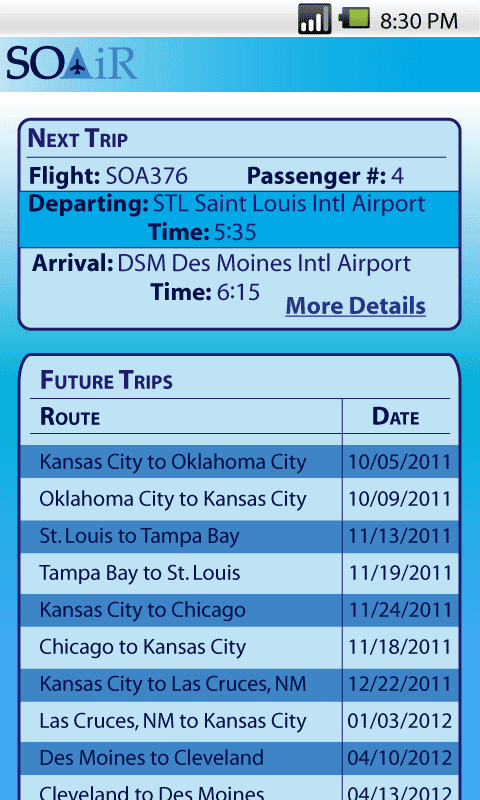 8:30 PM
SOAiR
Next Trip
Flight: SOA376 Passenger #: 4
Departing: STL Saint Louis Intl Airport
Time: 5:35
Arrival: DSM Des Moines Intl Airport
Time: 6:15
More Details
Future Trips
Route Date
Kansas City to Oklahoma City 10/05/2011
Oklahoma City to Kansas City 10/09/2011
St. Louis to Tampa Bay 11/13/2011
Tampa Bay to St. Louis 11/19/2011
Kansas City to Chicago 11/24/2011
Chicago to Kansas City 11/18/2011
Kansas City to Las Cruces, NM 12/22/2011
Las Cruces, NM to Kansas City 01/03/2012
Des Moines to Cleveland 04/10/2012
Cleveland to Des Moines 04/13/2012